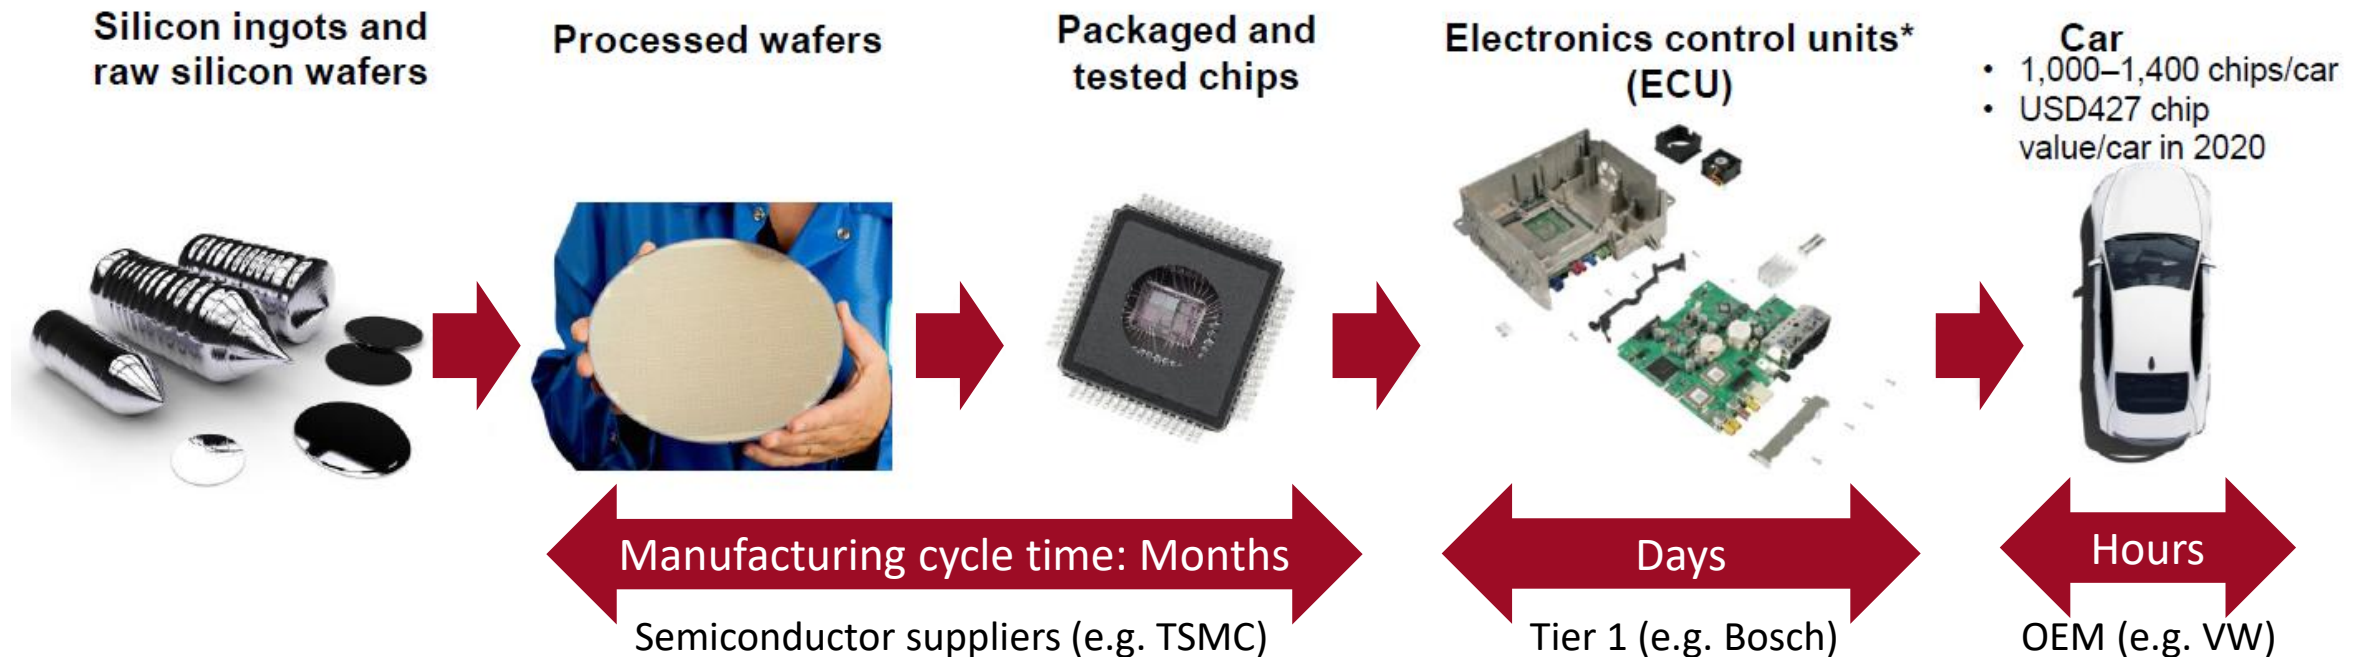 Silicon ingots and
raw silicon wafers
Processed wafers
Packaged and
tested chips
Electronics control units*
(ECU)
Car
• 1,000–1,400 chips/car
• USD427 chip
value/car in 2020
Manufacturing cycle time: Months
Days
Hours
Semiconductor suppliers (e.g. TSMC)
Tier 1 (e.g. Bosch)
OEM (e.g. VW)